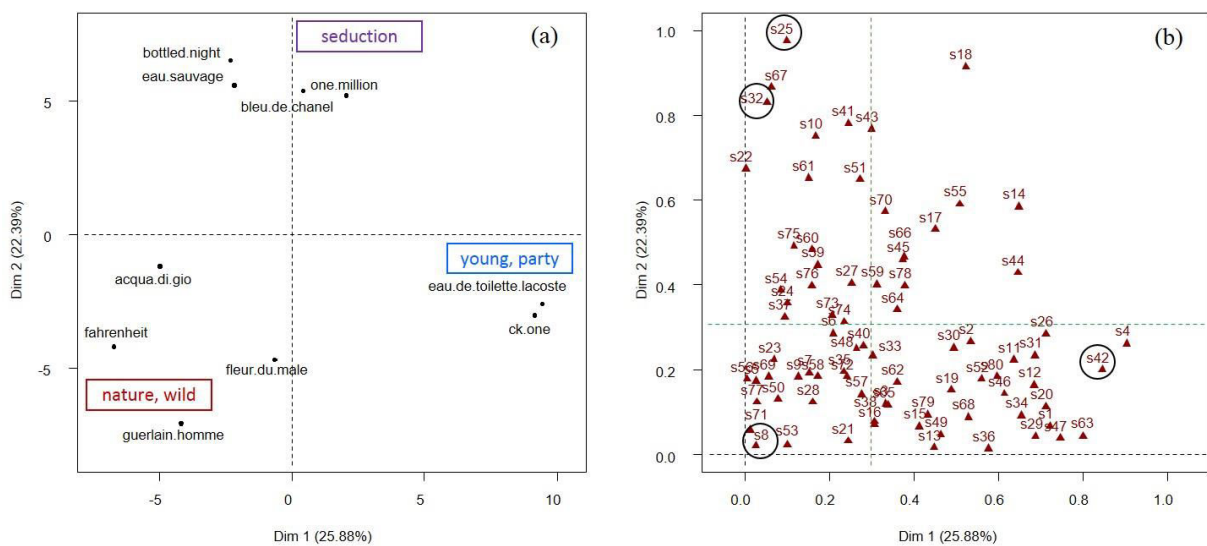 (a)
seduction
bottled.night
eau.sauvage
bleu.de.chanel
one.million
young, party
eau.de.toilette.lacoste
ck.one
acqua.di.gio
fahrenheit
fleur.du.male
nature, wild
guerlain.homme
Dim 2 (22.39%)
5
0
-5
-5
0
5
10
Dim 1 (25.88%)
(b)
s25
s18
s67
s32
s41
s43
s10
s22
s61
s51
s14
s55
s70
s17
s75
s60
s66
s45
s39
s44
s76
s27
s59
s78
s54
s24
s37
s64
s73
s74
s6
s26
s4
s48
s40
s30
s2
s33
s31
s11
s42
s23
s7
s58
s35
s72
s9
s69
s56
s62
s52
s80
s12
s57
s19
s46
s77
s50
s28
s38
s65
s20
s79
s34
s68
s1
s71
s16
s15
s49
s29
s47
s63
s8
s53
s21
s13
s36
Dim 2 (22.39%)
1.0
0.8
0.6
0.4
0.2
0.0
0.0
0.2
0.4
0.6
0.8
1.0
Dim 1 (25.88%)